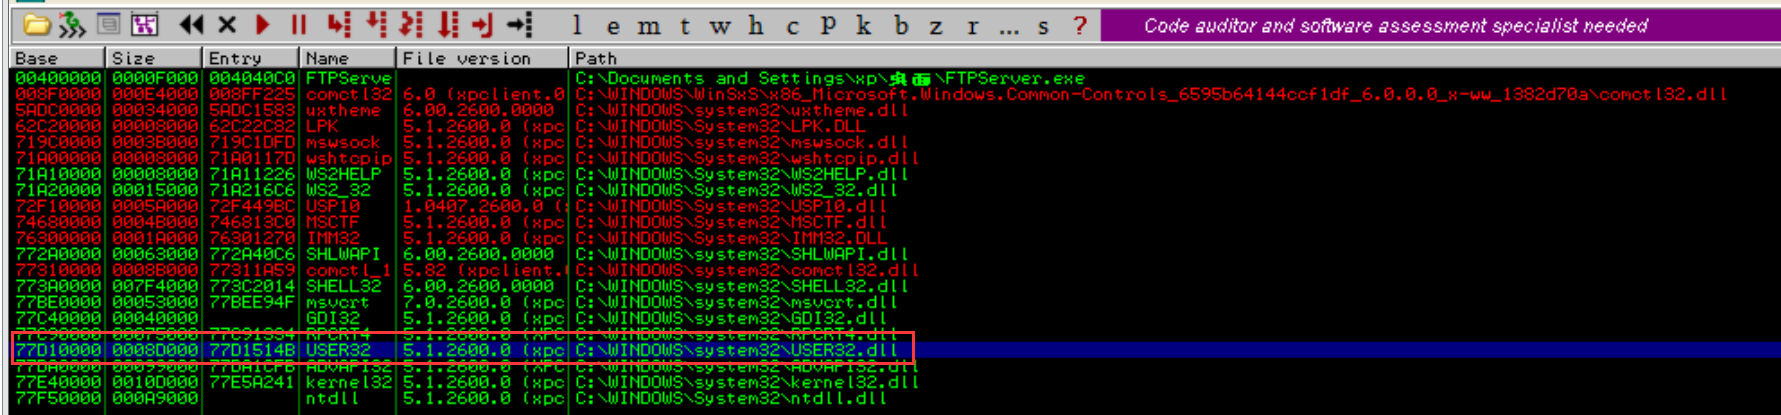 l e m t w h c p k b z r ... s ? Code auditor and software assessment specialist needed
Base Size Entry Name File version Path
00400000 0000F000 004040C0 FTPServe C:\Documents and Settings\xp\桌面\FTPServer.exe
008F0000 000E4000 008FF225 comctl32 6.0 (xpclient.0 C:\WINDOWS\WinSxS\x86_Microsoft.Windows.Common-Controls_6595b64144ccf1df_6.0.0.0_x-ww_1382d70a\comctl32.dll
5ADC0000 00034000 5ADC1583 uxtheme 6.00.2600.0000 C:\WINDOWS\system32\uxtheme.dll
62C20000 00008000 62C22C82 LPK 5.1.2600.0 (xpc C:\WINDOWS\System32\LPK.DLL
719C0000 0003B000 719C1DFD mswsock 5.1.2600.0 (xpc C:\WINDOWS\System32\mswsock.dll
71A00000 00008000 71A0117D wshtcpip 5.1.2600.0 (xpc C:\WINDOWS\System32\wshtcpip.dll
71A10000 00008000 71A11226 WS2HELP 5.1.2600.0 (xpc C:\WINDOWS\System32\WS2HELP.dll
71A20000 00015000 71A216C6 WS2_32 5.1.2600.0 (xpc C:\WINDOWS\System32\WS2_32.dll
72F10000 0005A000 72F449BC USP10 1.0407.2600.0 ( C:\WINDOWS\System32\USP10.dll
74680000 0004B000 746813C0 MSCTF 5.1.2600.0 (xpc C:\WINDOWS\System32\MSCTF.dll
76300000 0001A000 76301270 IMM32 5.1.2600.0 (xpc C:\WINDOWS\System32\IMM32.DLL
772A0000 00063000 772A40C6 SHLWAPI 6.00.2600.0000 C:\WINDOWS\system32\SHLWAPI.dll
77310000 0008B000 77311A59 comctl_1 5.82 (xpclient. C:\WINDOWS\system32\comctl32.dll
773A0000 007F4000 773C2014 SHELL32 6.00.2600.0000 C:\WINDOWS\system32\SHELL32.dll
77BE0000 00053000 77BEE94F msvcrt 7.0.2600.0 (xpc C:\WINDOWS\system32\msvcrt.dll
77C40000 00040000 GDI32 5.1.2600.0 (xpc C:\WINDOWS\system32\GDI32.dll
77C90000 00075000 77C91334 RPCRT4 5.1.2600.0 (XPC C:\WINDOWS\system32\RPCRT4.dll
77D10000 0008D000 77D1514B USER32 5.1.2600.0 (xpc C:\WINDOWS\system32\USER32.dll
77DA0000 00099000 77DA1CFB ADVAPI32 5.1.2600.0 (XPC C:\WINDOWS\system32\ADVAPI32.dll
77E40000 0010D000 77E5A241 kernel32 5.1.2600.0 (xpc C:\WINDOWS\system32\kernel32.dll
77F50000 000A9000 ntdll 5.1.2600.0 (xpc C:\WINDOWS\System32\ntdll.dll